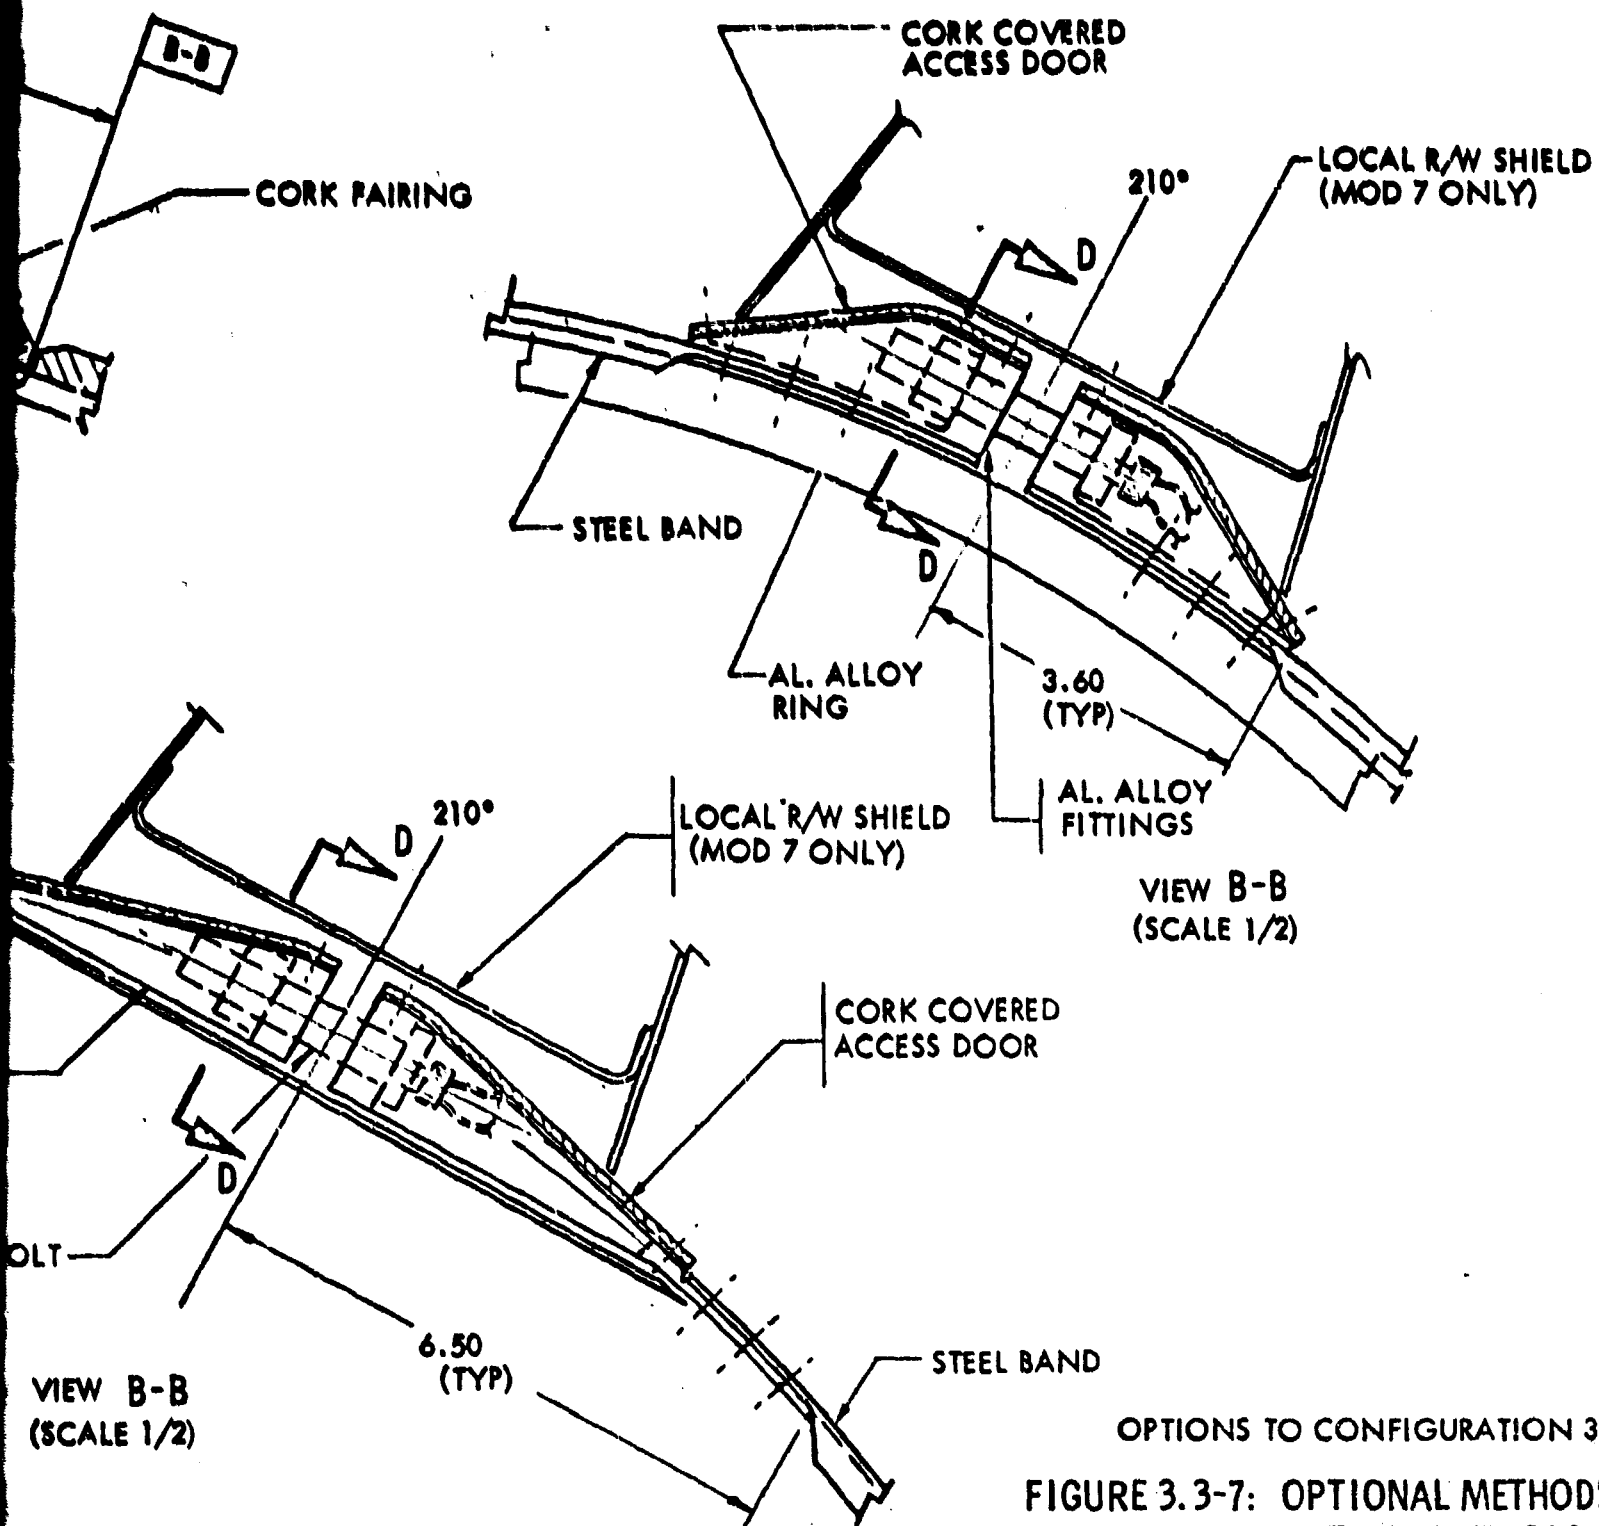 B-B
CORK FAIRING
CORK COVERED
ACCESS DOOR
LOCAL R/W SHIELD
(MOD 7 ONLY)
210°
D
STEEL BAND
D
AL. ALLOY
RING
3.60
(TYP)
AL. ALLOY
FITTINGS
VIEW B-B
(SCALE 1/2)
210°
D
LOCAL R/W SHIELD
(MOD 7 ONLY)
CORK COVERED
ACCESS DOOR
D
OLT
6.50
(TYP)
STEEL BAND
VIEW B-B
(SCALE 1/2)
OPTIONS TO CONFIGURATION 3
FIGURE 3.3-7: OPTIONAL METHODS